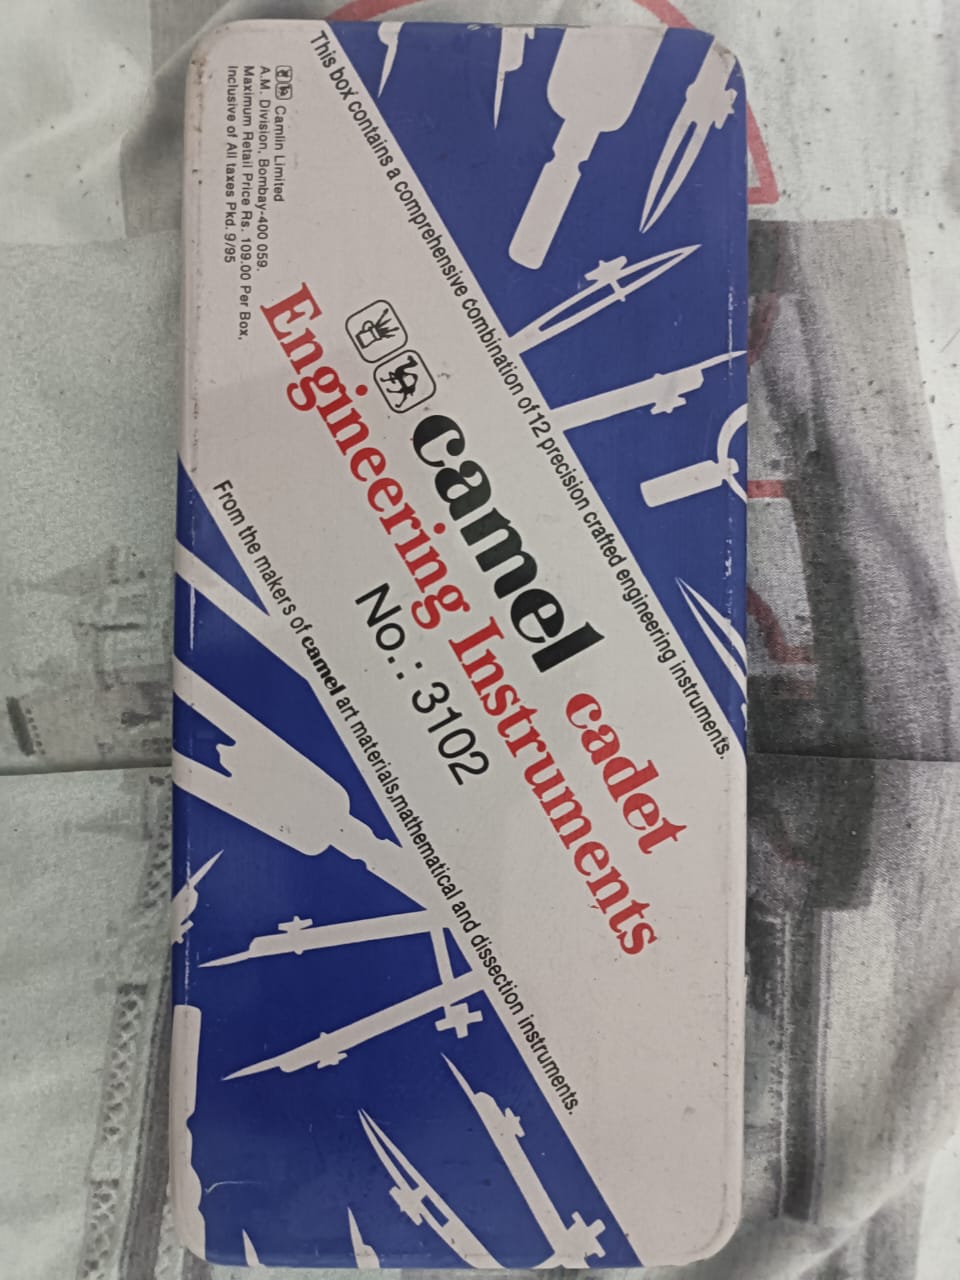 Camlin Limited
A.M. Division, Bombay-400 059.
Maximum Retail Price Rs. 109.00 Per Box,
Inclusive of All taxes Pkd. 9/95
This box contains a comprehensive combination of 12 precision crafted engineering instruments.
camel cadet
Engineering Instruments
No.: 3102
From the makers of camel art materials,mathematical and dissection instruments.